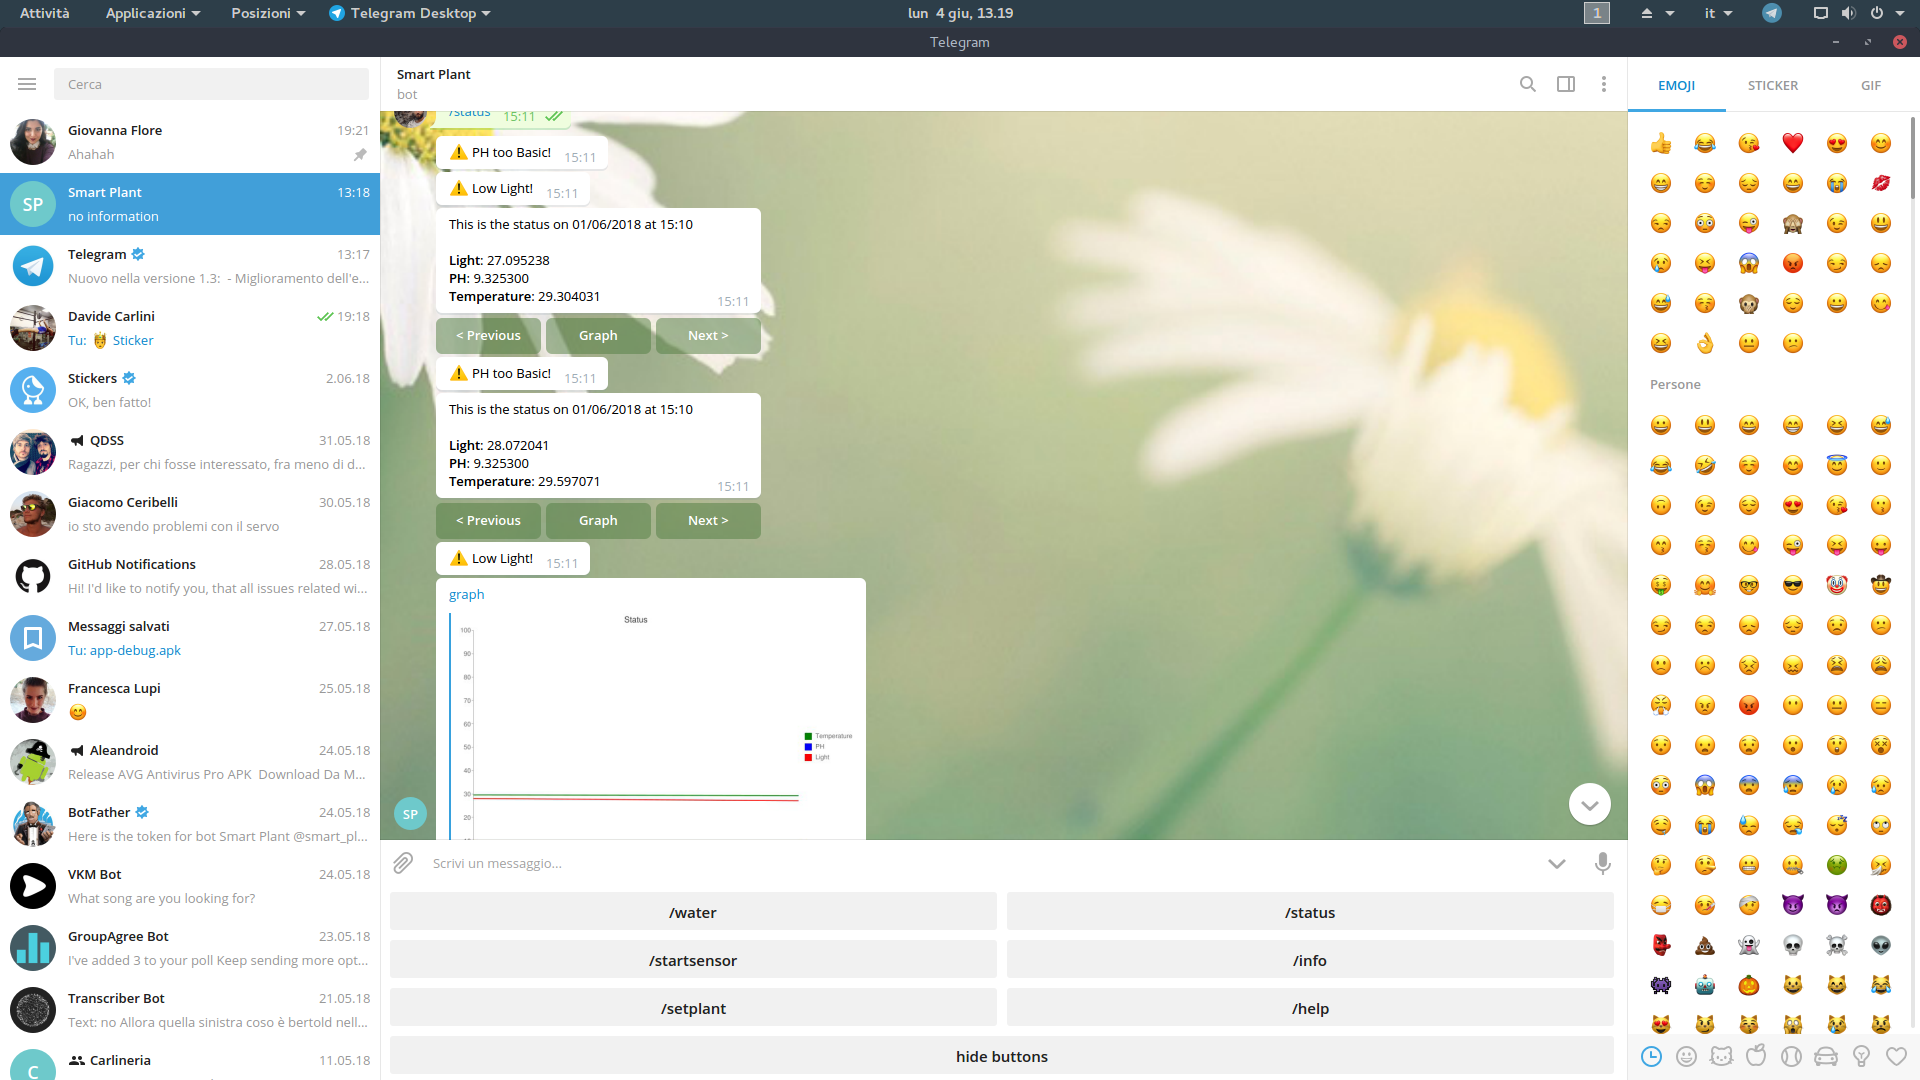 Attività
Applicazioni
Posizioni
Telegram Desktop
lun 4 giu, 13.19
1
it
Telegram
Cerca
Giovanna Flore 19:21
Ahahah
SP
Smart Plant 13:18
no information
Telegram 13:17
Nuovo nella versione 1.3: - Miglioramento dell'e...
Davide Carlini 19:18
Tu: 🤴 Sticker
Stickers 2.06.18
OK, ben fatto!
QDSS 31.05.18
Ragazzi, per chi fosse interessato, fra meno di d...
Giacomo Ceribelli 30.05.18
io sto avendo problemi con il servo
GitHub Notifications 28.05.18
Hi! I'd like to notify you, that all issues related wi...
Messaggi salvati 27.05.18
Tu: app-debug.apk
Francesca Lupi 25.05.18
😊
Aleandroid 24.05.18
Release AVG Antivirus Pro APK Download Da M...
BotFather 24.05.18
Here is the token for bot Smart Plant @smart_pl...
VKM Bot 24.05.18
What song are you looking for?
GroupAgree Bot 23.05.18
I've added 3 to your poll Keep sending more opt...
Transcriber Bot 21.05.18
Text: no Allora quella sinistra coso è bertold nell...
C
Carlineria 11.05.18
Smart Plant
bot
/status 15:11
⚠ PH too Basic! 15:11
⚠ Low Light! 15:11
This is the status on 01/06/2018 at 15:10
Light: 27.095238
PH: 9.325300
Temperature: 29.304031
15:11
< Previous
Graph
Next >
⚠ PH too Basic! 15:11
This is the status on 01/06/2018 at 15:10
Light: 28.072041
PH: 9.325300
Temperature: 29.597071
15:11
< Previous
Graph
Next >
⚠ Low Light! 15:11
graph
Status
100
90
80
70
60
50
40
30
20
Temperature
PH
Light
SP
Scrivi un messaggio...
/water
/status
/startsensor
/info
/setplant
/help
hide buttons
EMOJI
STICKER
GIF
Persone